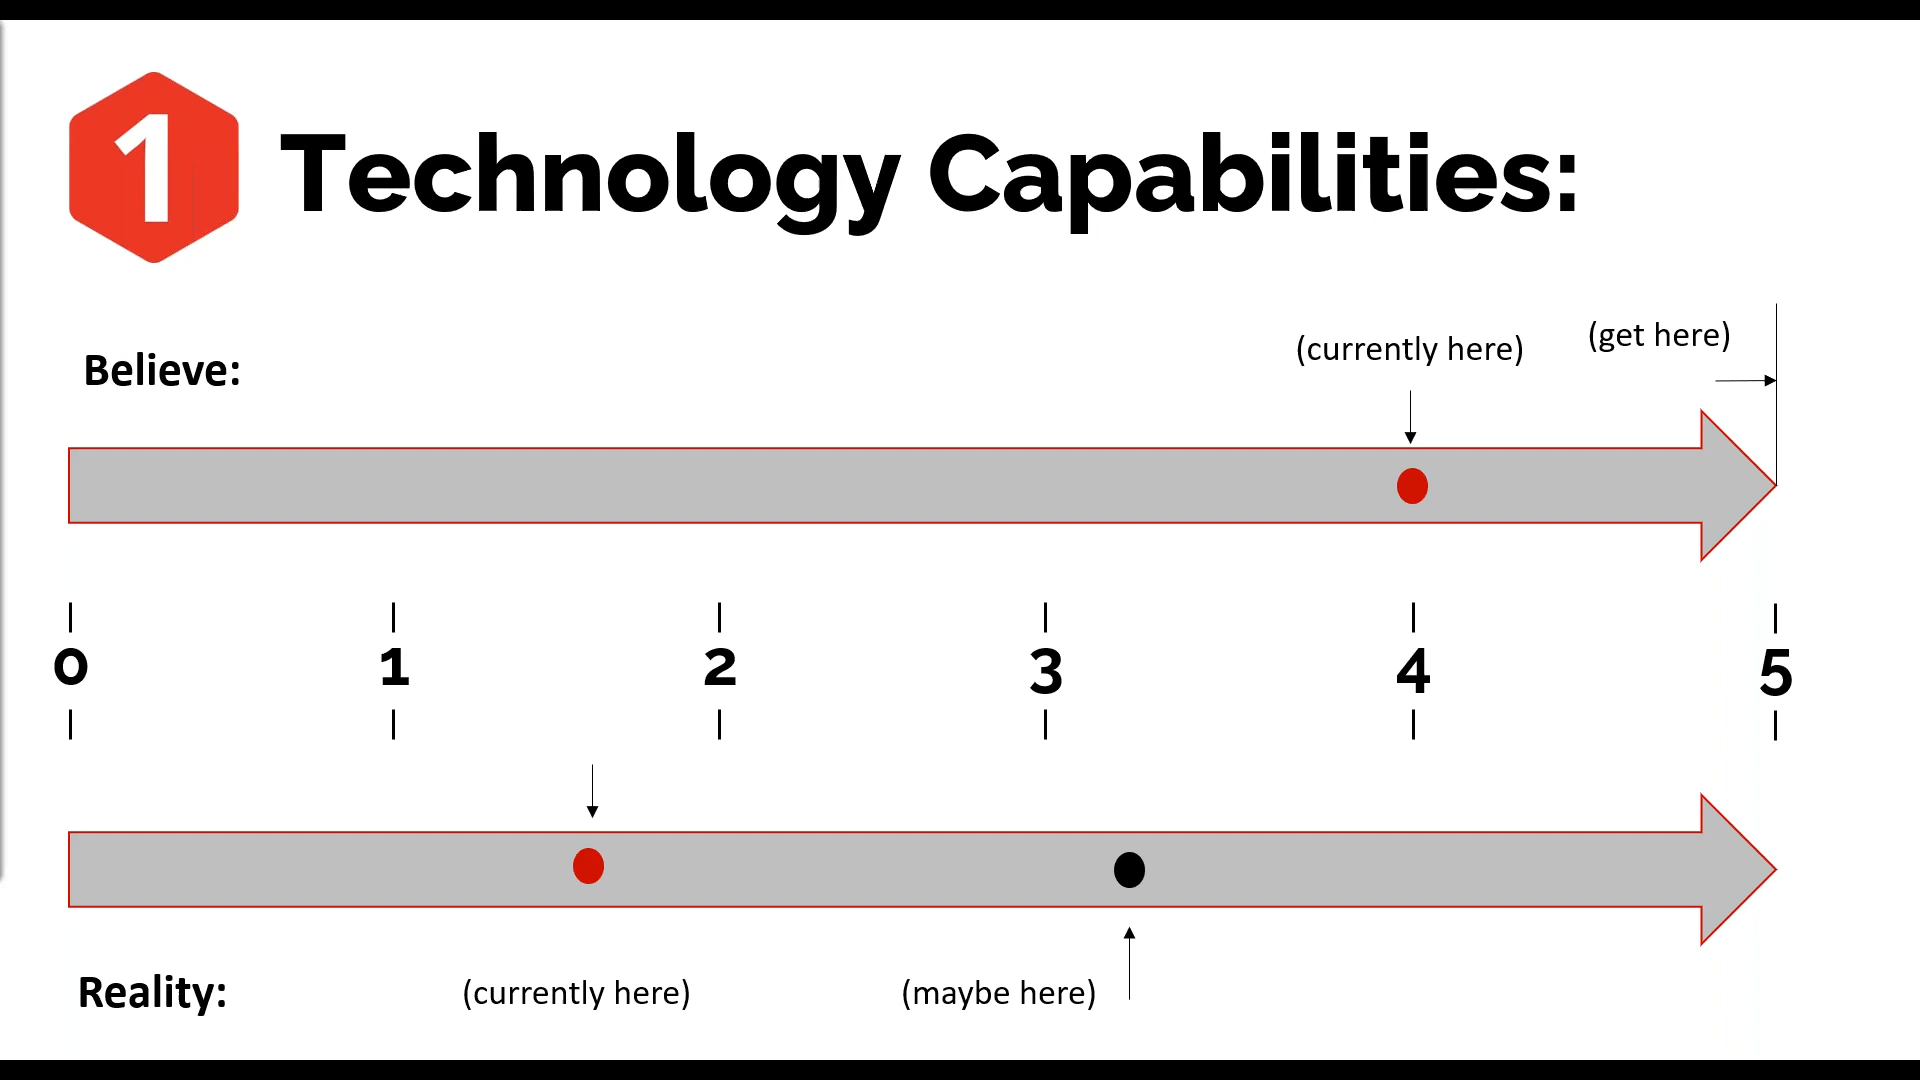 1
Technology Capabilities:
Believe:
(currently here)
(get here)
0 1 2 3 4 5
Reality:
(currently here)
(maybe here)